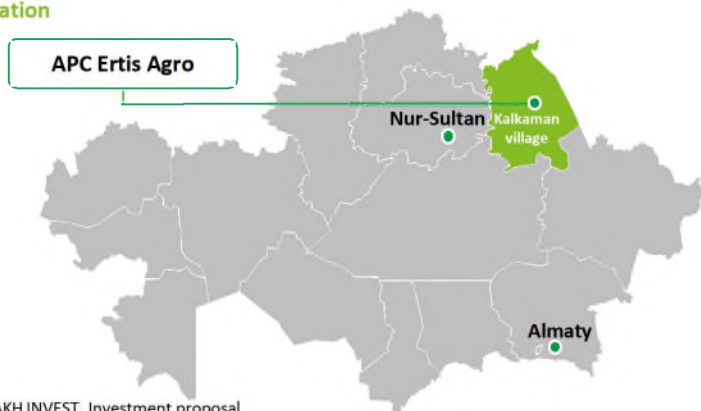 ation
APC Ertis Agro
Nur-Sultan
Kalkaman
village
Almaty
AKH INVEST. Investment proposal